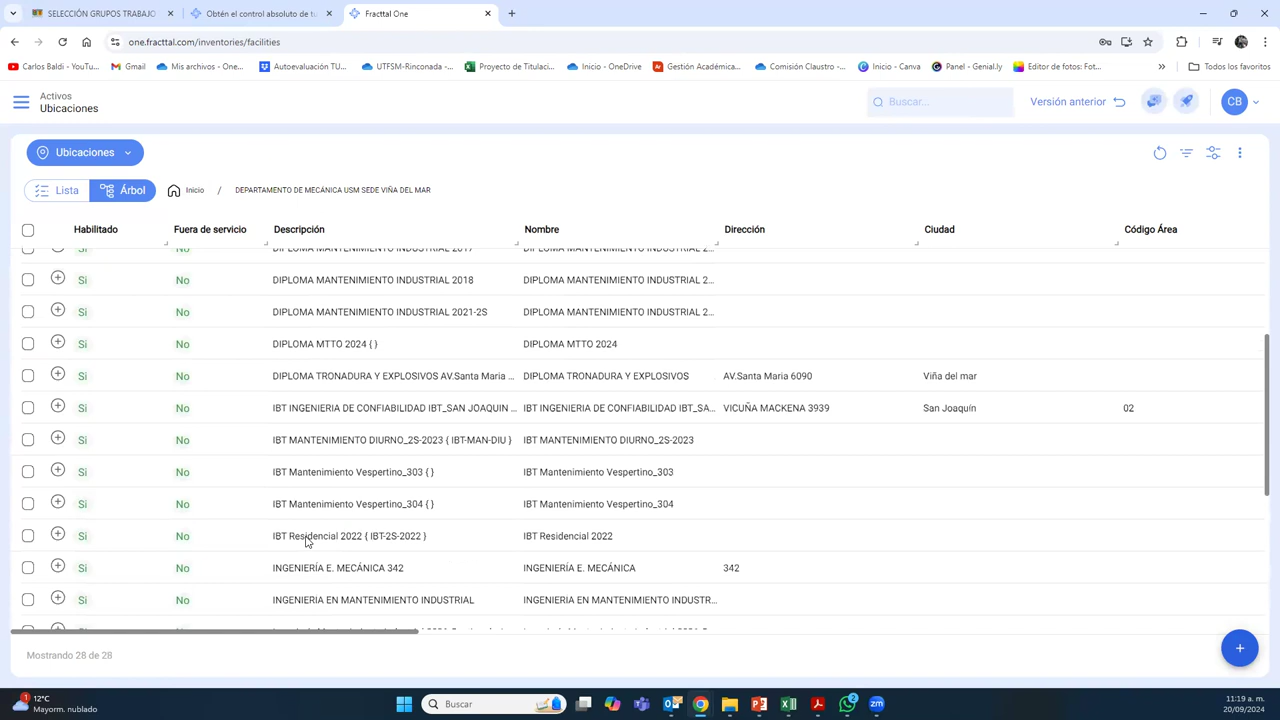 SELECCIÓN GRUPOS TRABAJO
Obtén el control absoluto de tu
Fracttal One
one.fracttal.com/inventories/facilities
Carlos Baldi - YouTu...
Gmail
Mis archivos - One...
Autoevaluación TU...
UTFSM-Rinconada -...
Proyecto de Titulaci...
Inicio - OneDrive
Gestión Académica...
Comisión Claustro -...
Inicio - Canva
Panel - Genial.ly
Editor de fotos: Fot...
Todos los favoritos
Activos
Ubicaciones
Buscar...
Versión anterior
CB
Ubicaciones
Lista
Árbol
Inicio / DEPARTAMENTO DE MECÁNICA USM SEDE VIÑA DEL MAR
Habilitado Fuera de servicio Descripción Nombre Dirección Ciudad Código Área
Si No DIPLOMA MANTENIMIENTO INDUSTRIAL 2017 DIPLOMA MANTENIMIENTO INDUSTRIAL 2...
Si No DIPLOMA MANTENIMIENTO INDUSTRIAL 2018 DIPLOMA MANTENIMIENTO INDUSTRIAL 2...
Si No DIPLOMA MANTENIMIENTO INDUSTRIAL 2021-2S DIPLOMA MANTENIMIENTO INDUSTRIAL 2...
Si No DIPLOMA MTTO 2024 { } DIPLOMA MTTO 2024
Si No DIPLOMA TRONADURA Y EXPLOSIVOS AV.Santa Maria ... DIPLOMA TRONADURA Y EXPLOSIVOS AV.Santa Maria 6090 Viña del mar
Si No IBT INGENIERIA DE CONFIABILIDAD IBT_SAN JOAQUIN ... IBT INGENIERIA DE CONFIABILIDAD IBT_SA... VICUÑA MACKENA 3939 San Joaquín 02
Si No IBT MANTENIMIENTO DIURNO_2S-2023 { IBT-MAN-DIU } IBT MANTENIMIENTO DIURNO_2S-2023
Si No IBT Mantenimiento Vespertino_303 { } IBT Mantenimiento Vespertino_303
Si No IBT Mantenimiento Vespertino_304 { } IBT Mantenimiento Vespertino_304
Si No IBT Residencial 2022 { IBT-2S-2022 } IBT Residencial 2022
Si No INGENIERÍA E. MECÁNICA 342 INGENIERÍA E. MECÁNICA 342
Si No INGENIERIA EN MANTENIMIENTO INDUSTRIAL INGENIERIA EN MANTENIMIENTO INDUSTR...
Mostrando 28 de 28
12°C
Mayorm. nublado
Buscar
11:19 a.m.
20/09/2024